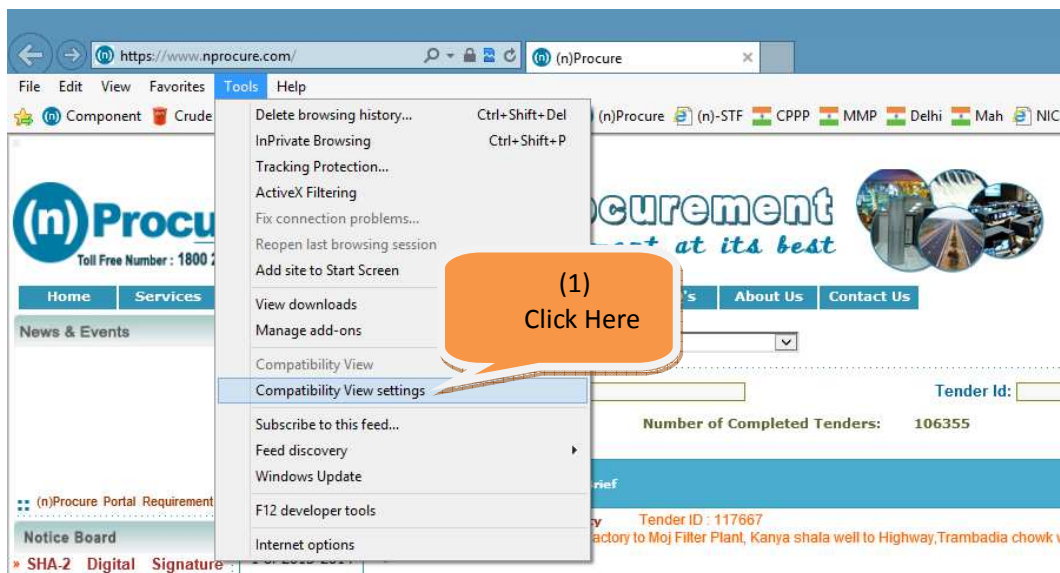 https://www.nprocure.com/
(n)Procure
File Edit View Favorites Tools Help
Component Crude (n)Procure (n)-STF CPPP MMP Delhi Mah NIC
Delete browsing history... Ctrl+Shift+Del
InPrivate Browsing Ctrl+Shift+P
Tracking Protection...
ActiveX Filtering
Fix connection problems...
Reopen last browsing session
Add site to Start Screen
View downloads
Manage add-ons
Compatibility View
Compatibility View settings
Subscribe to this feed...
Feed discovery
Windows Update
F12 developer tools
Internet options
(1)
Click Here
(n)Procu
ocurement
at its best
Toll Free Number : 1800 2
Home Services 's About Us Contact Us
News & Events
Tender Id:
Number of Completed Tenders: 106355
rief
(n)Procure Portal Requirement
y Tender ID : 117667
actory to Moj Filter Plant, Kanya shala well to Highway,Trambadia chowk
Notice Board
» SHA-2 Digital Signature :